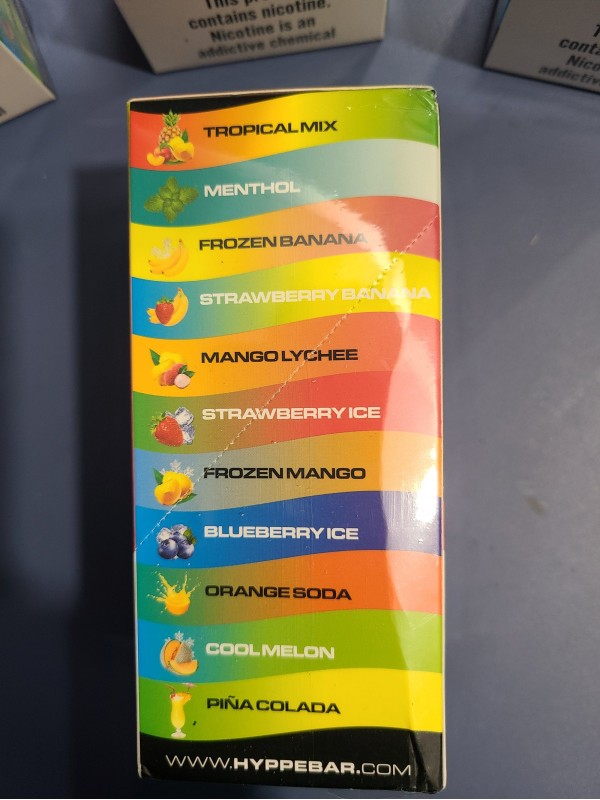 This
contains nicotine.
Nicotine is an
addictive chemical
TROPICAL MIX
MENTHOL
FROZEN BANANA
STRAWBERRY BANANA
MANGO LYCHEE
STRAWBERRY ICE
FROZEN MANGO
BLUEBERRY ICE
ORANGE SODA
COOL MELON
PIÑA COLADA
WWW.HYPPEBAR.COM